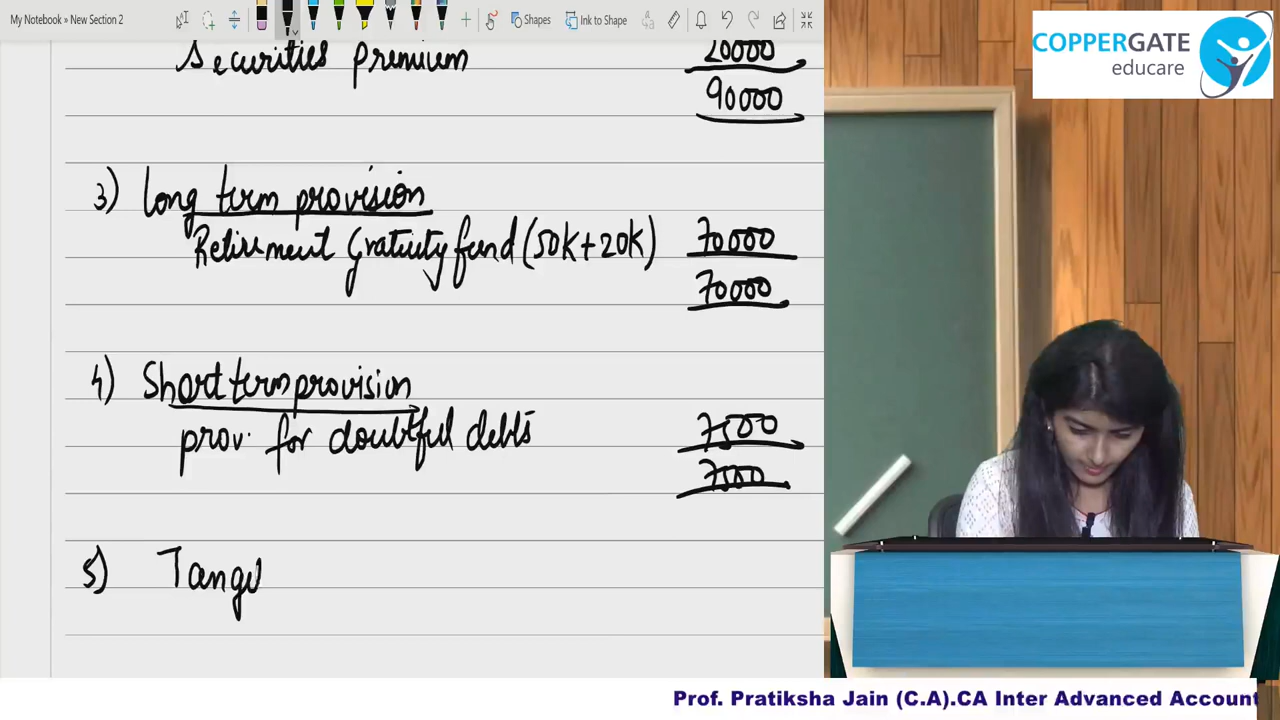 My Notebook » New Section 2
Shapes
Ink to Shape
COPPERGATE
educare
Securities premium 20000
90000
3) Long term provision
Retirement Gratuity fund (50K+20K) 70000
70000
4) Short term provision
prov. for doubtful debts 7500
7500
5) Tangi
Prof. Pratiksha Jain (C.A).CA Inter Advanced Account